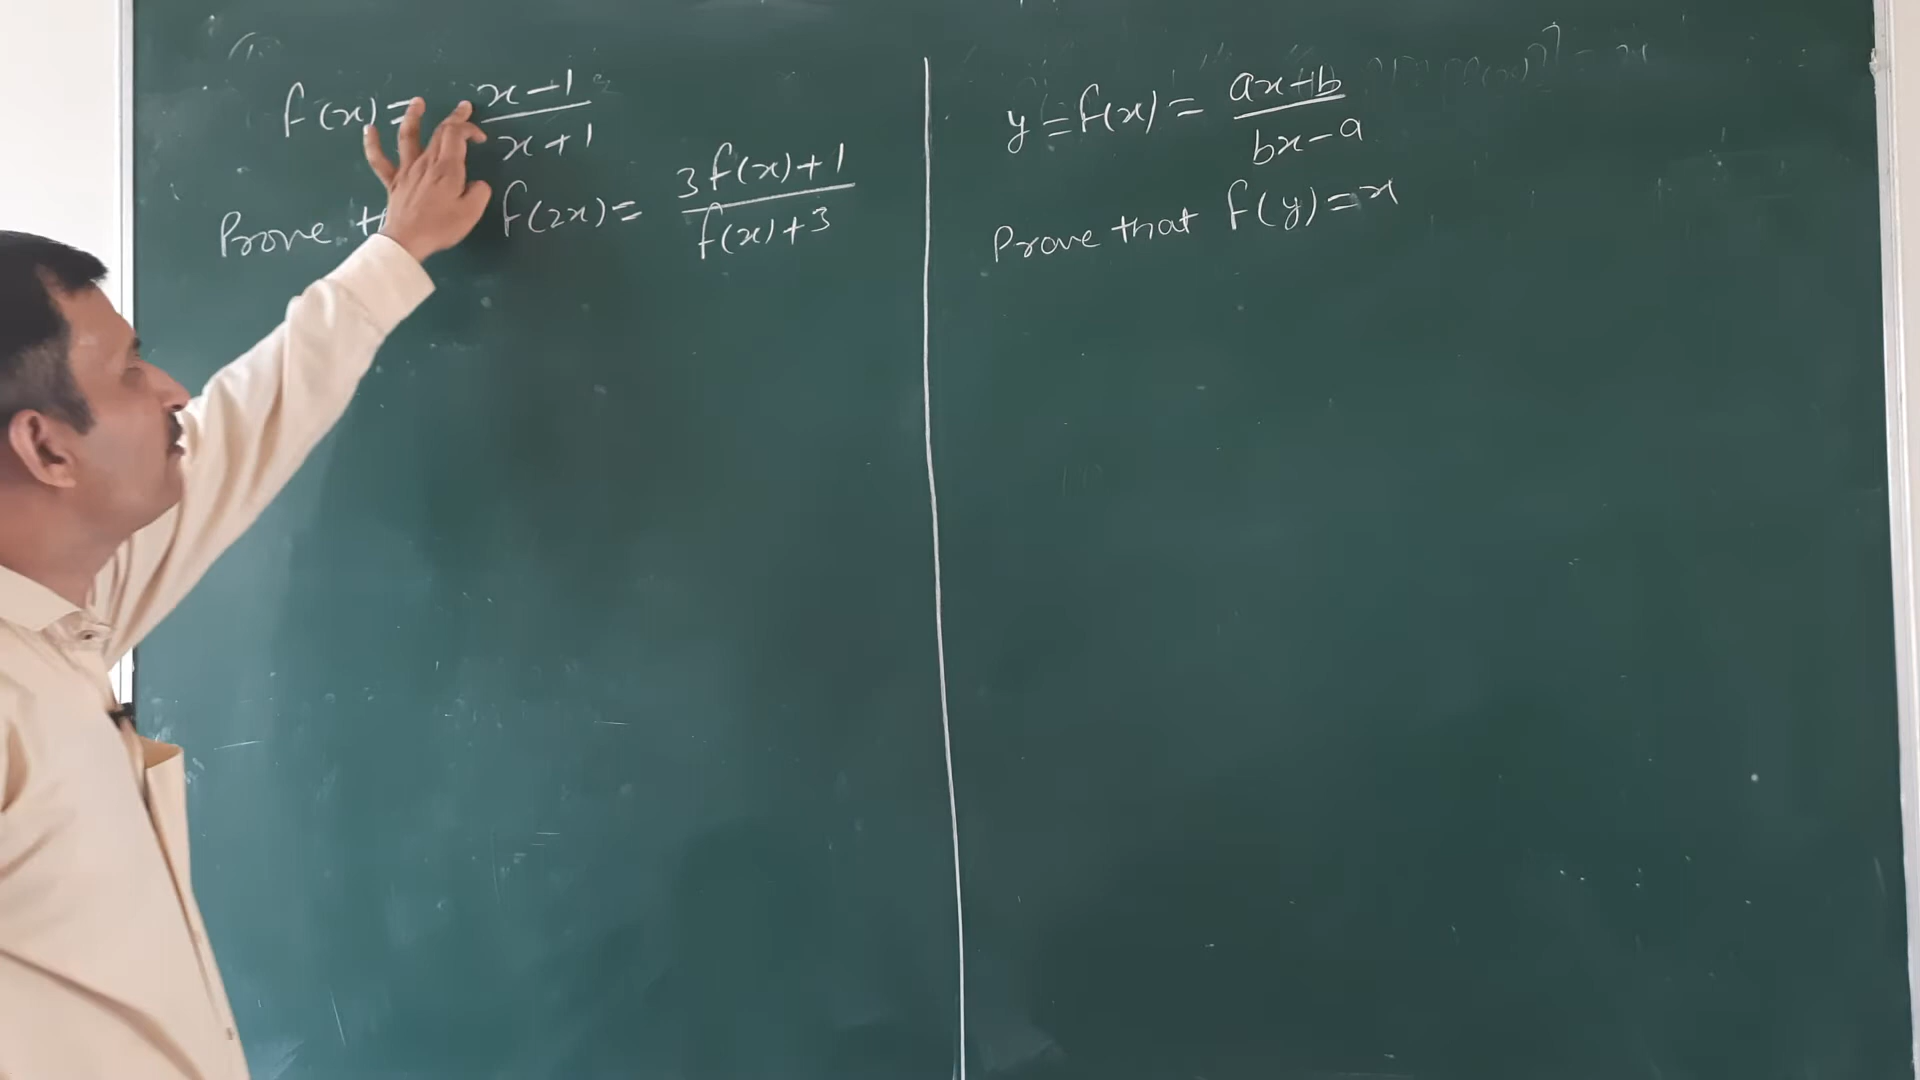 f(x) = x-1 / x+1
Prove f(2x) = 3f(x)+1 / f(x)+3
y = f(x) = ax+b / bx-a
Prove that f(y) = x